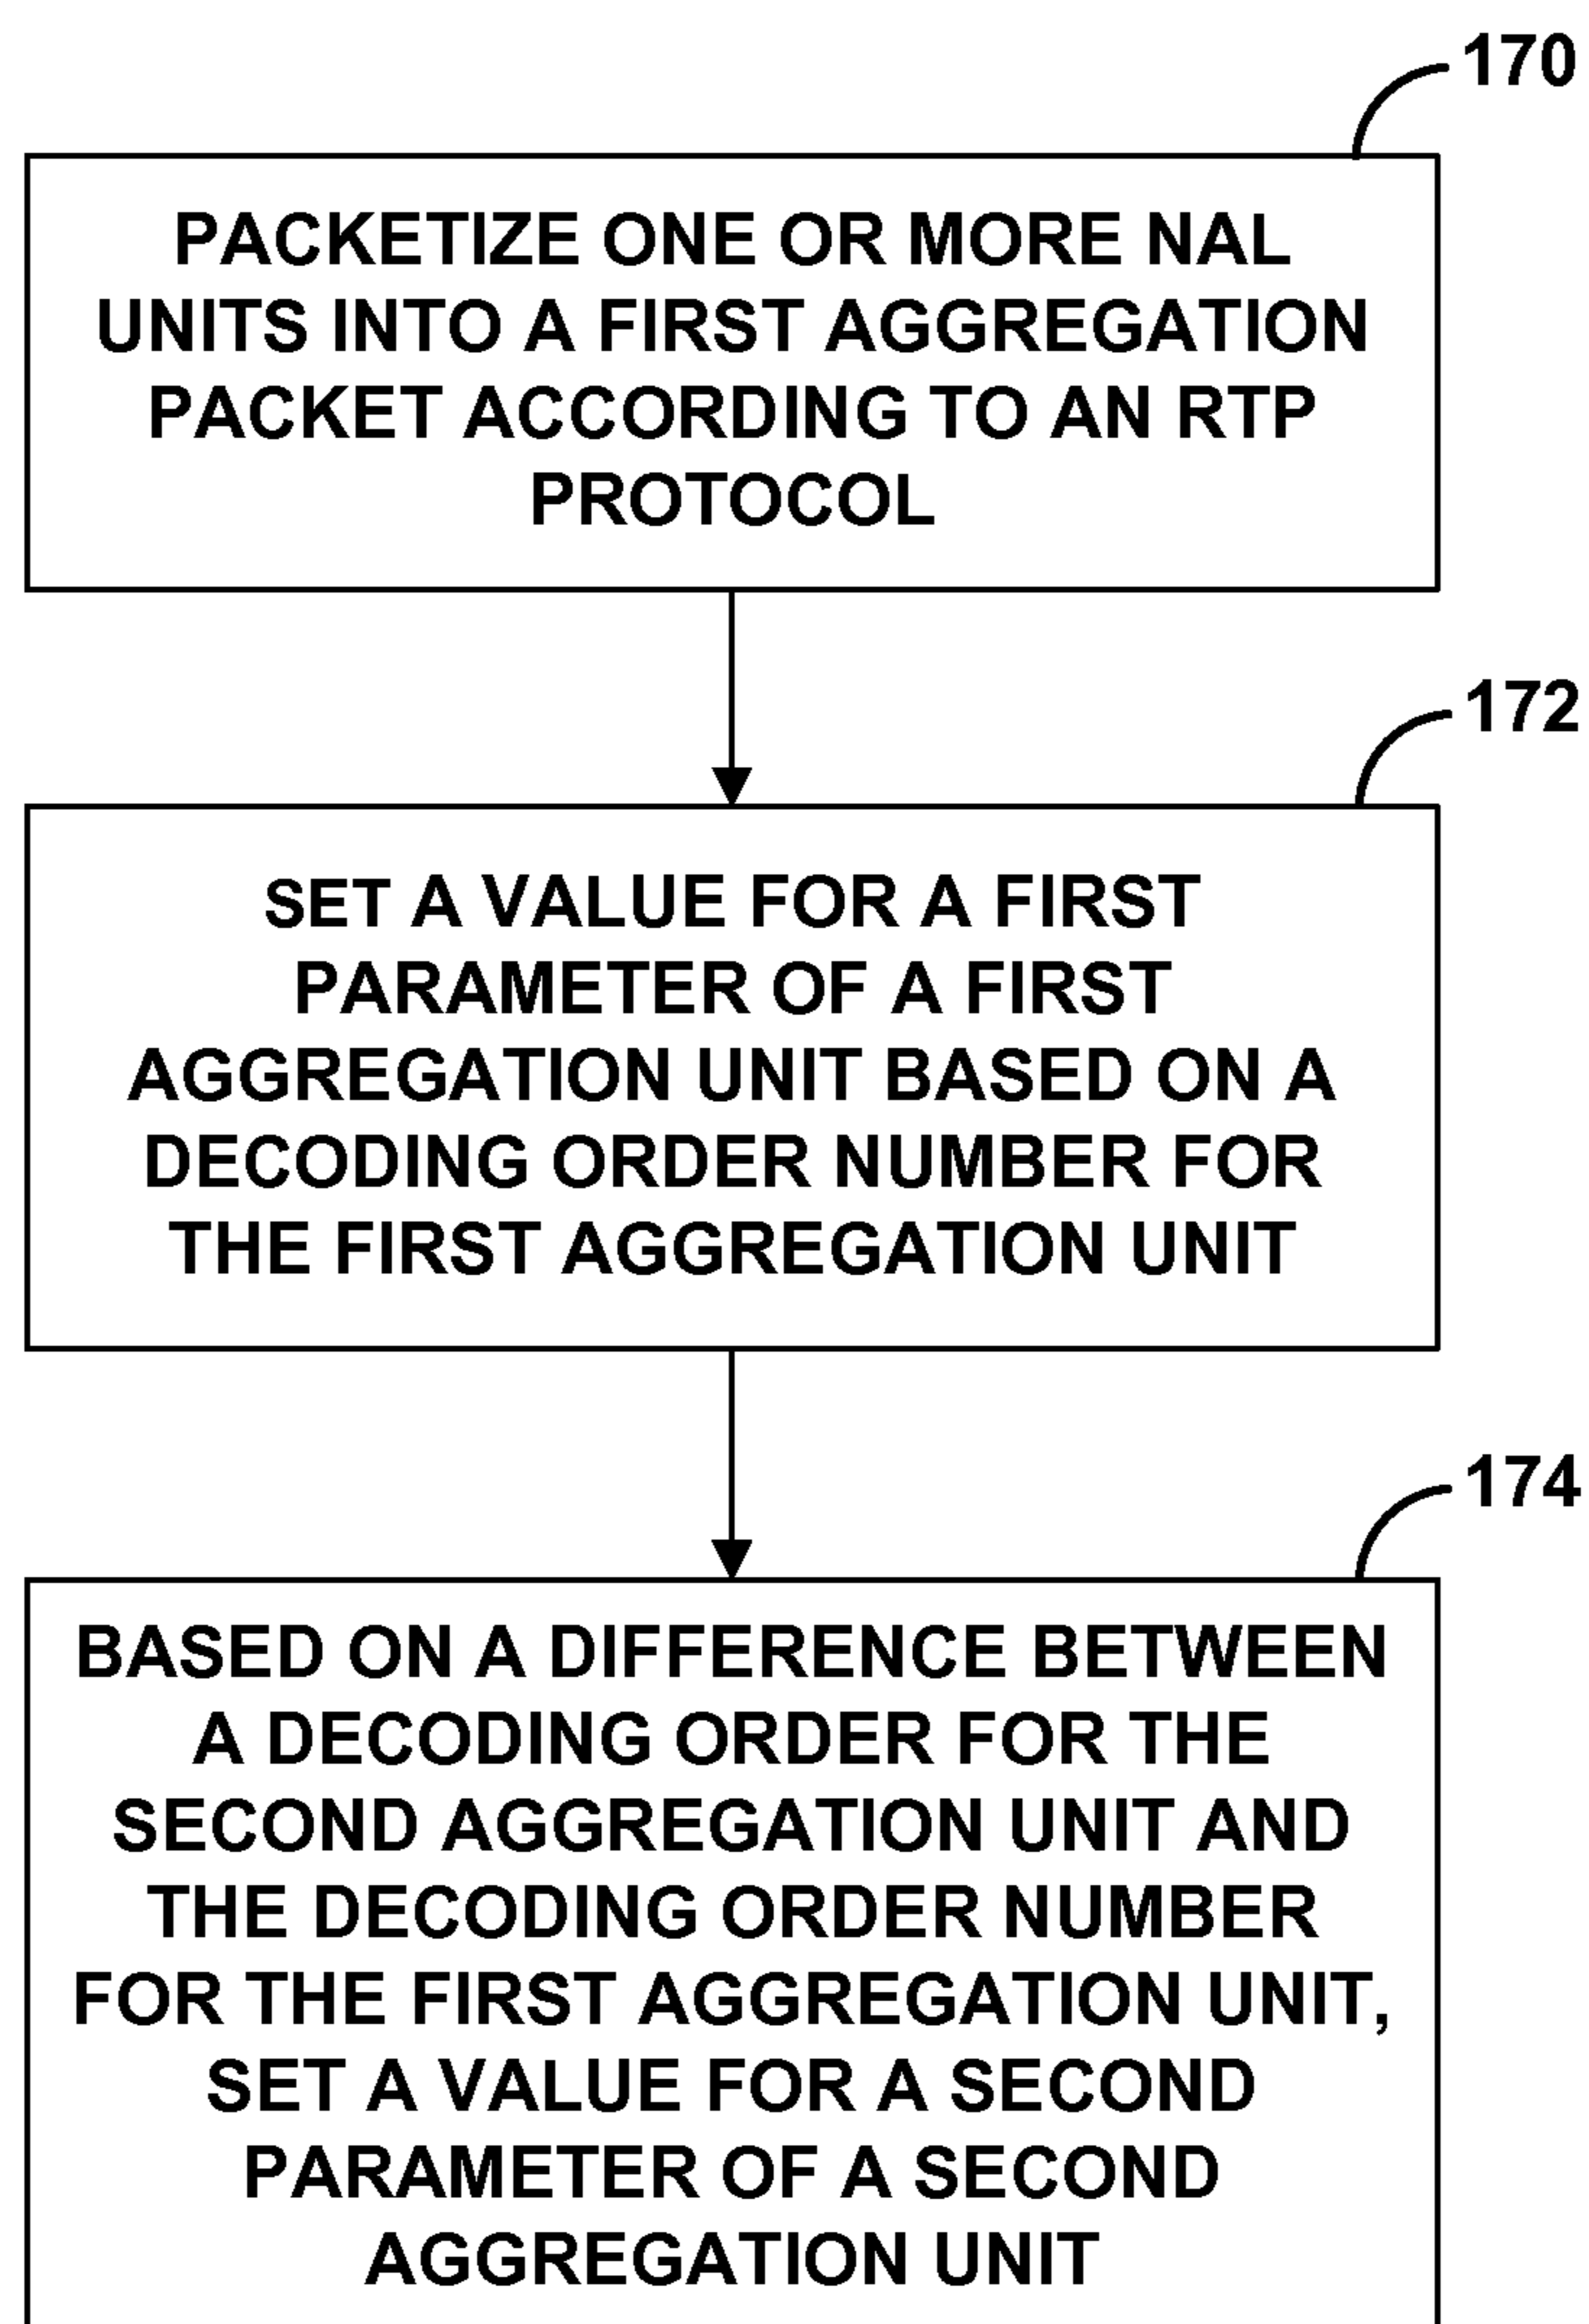 170
PACKETIZE ONE OR MORE NAL
UNITS INTO A FIRST AGGREGATION
PACKET ACCORDING TO AN RTP
PROTOCOL
172
SET A VALUE FOR A FIRST
PARAMETER OF A FIRST
AGGREGATION UNIT BASED ON A
DECODING ORDER NUMBER FOR
THE FIRST AGGREGATION UNIT
174
BASED ON A DIFFERENCE BETWEEN
A DECODING ORDER FOR THE
SECOND AGGREGATION UNIT AND
THE DECODING ORDER NUMBER
FOR THE FIRST AGGREGATION UNIT,
SET A VALUE FOR A SECOND
PARAMETER OF A SECOND
AGGREGATION UNIT